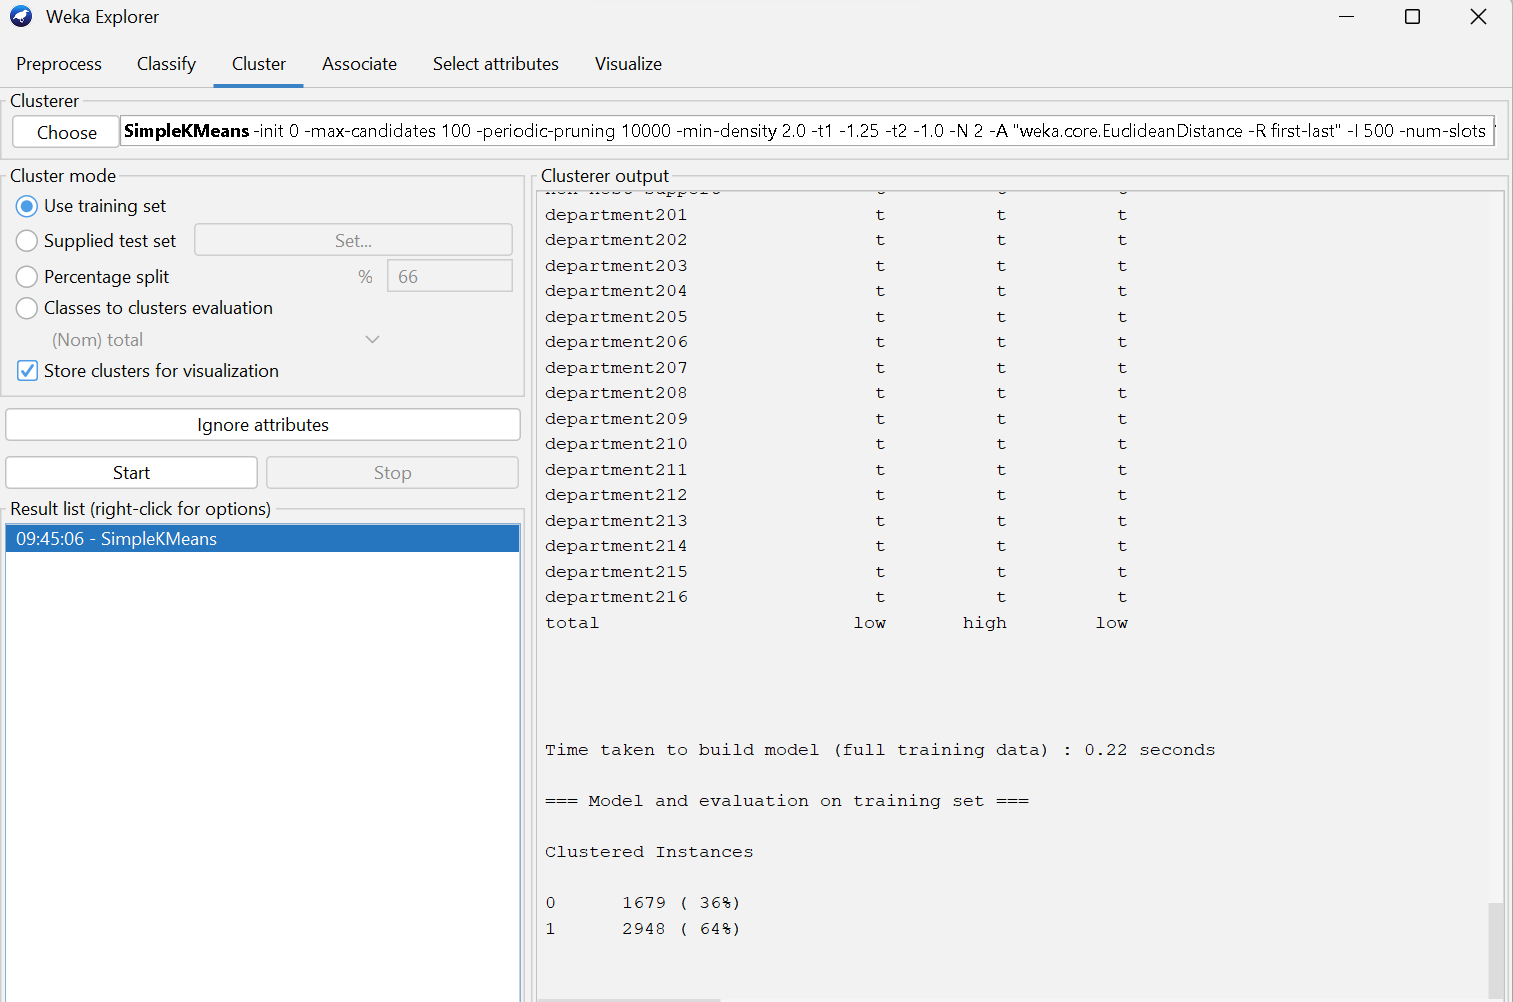 Weka Explorer
Preprocess Classify Cluster Associate Select attributes Visualize
Clusterer
Choose SimpleKMeans -init 0 -max-candidates 100 -periodic-pruning 10000 -min-density 2.0 -t1 -1.25 -t2 -1.0 -N 2 -A "weka.core.EuclideanDistance -R first-last" -I 500 -num-slots
Cluster mode
Use training set
Supplied test set Set...
Percentage split % 66
Classes to clusters evaluation
(Nom) total
Store clusters for visualization
Ignore attributes
Start Stop
Result list (right-click for options)
09:45:06 - SimpleKMeans
Clusterer output
department201 t t t
department202 t t t
department203 t t t
department204 t t t
department205 t t t
department206 t t t
department207 t t t
department208 t t t
department209 t t t
department210 t t t
department211 t t t
department212 t t t
department213 t t t
department214 t t t
department215 t t t
department216 t t t
total low high low
Time taken to build model (full training data) : 0.22 seconds
=== Model and evaluation on training set ===
Clustered Instances
0 1679 ( 36%)
1 2948 ( 64%)